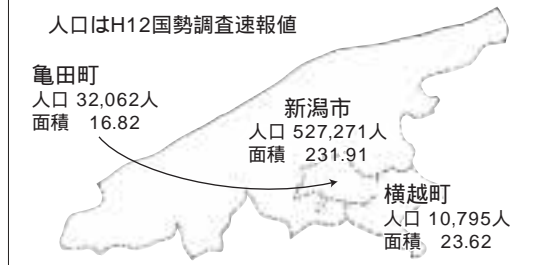 人口はH12国勢調査速報値
亀田町
人口 32,062人
面積 16.82
新潟市
人口 527,271人
面積 231.91
横越町
人口 10,795人
面積 23.62